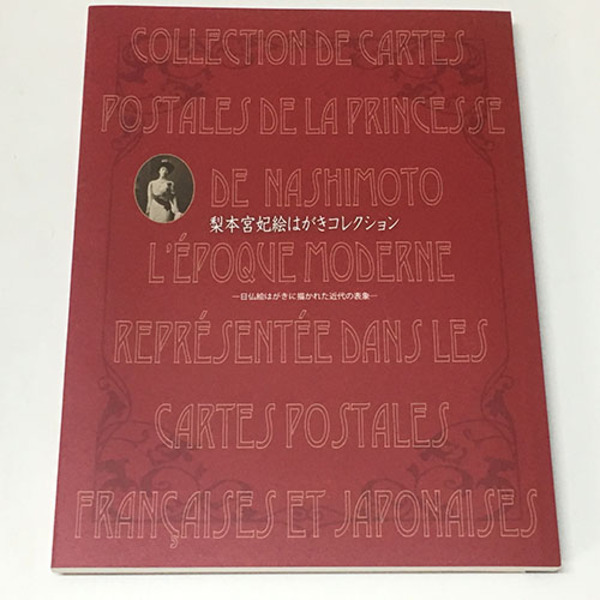 COLLECTION DE CARTES
POSTALES DE LA PRINCESSE
DE NASHIMOTO
梨本宮妃絵はがきコレクション
L'ÉPOQUE MODERNE
―日仏絵はがきに描かれた近代の表象―
REPRÉSENTÉE DANS LES
CARTES POSTALES
FRANÇAISES ET JAPONAISES